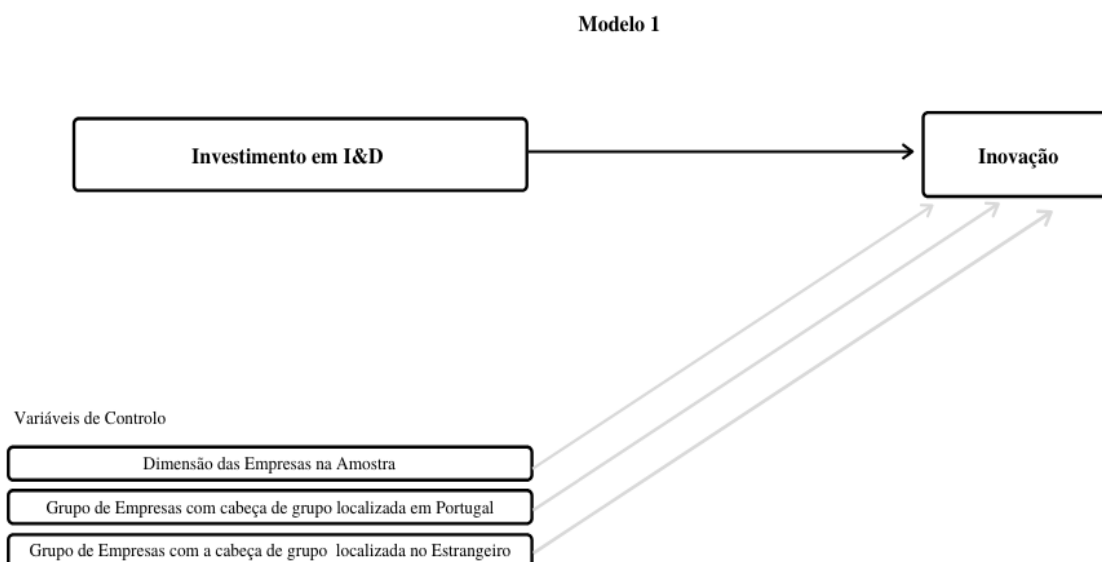 Modelo 1
Investimento em I&D
Inovação
Variáveis de Controlo
Dimensão das Empresas na Amostra
Grupo de Empresas com cabeça de grupo localizada em Portugal
Grupo de Empresas com a cabeça de grupo localizada no Estrangeiro